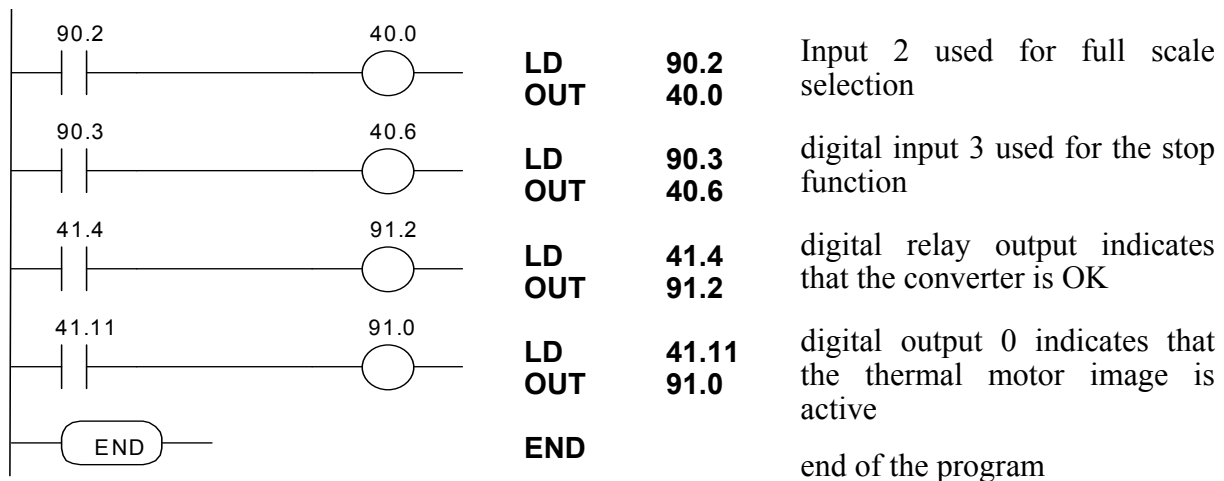 90.2 40.0
LD 90.2
OUT 40.0
Input 2 used for full scale
selection
90.3 40.6
LD 90.3
OUT 40.6
digital input 3 used for the stop
function
41.4 91.2
LD 41.4
OUT 91.2
digital relay output indicates
that the converter is OK
41.11 91.0
LD 41.11
OUT 91.0
digital output 0 indicates that
the thermal motor image is
active
END
END
end of the program